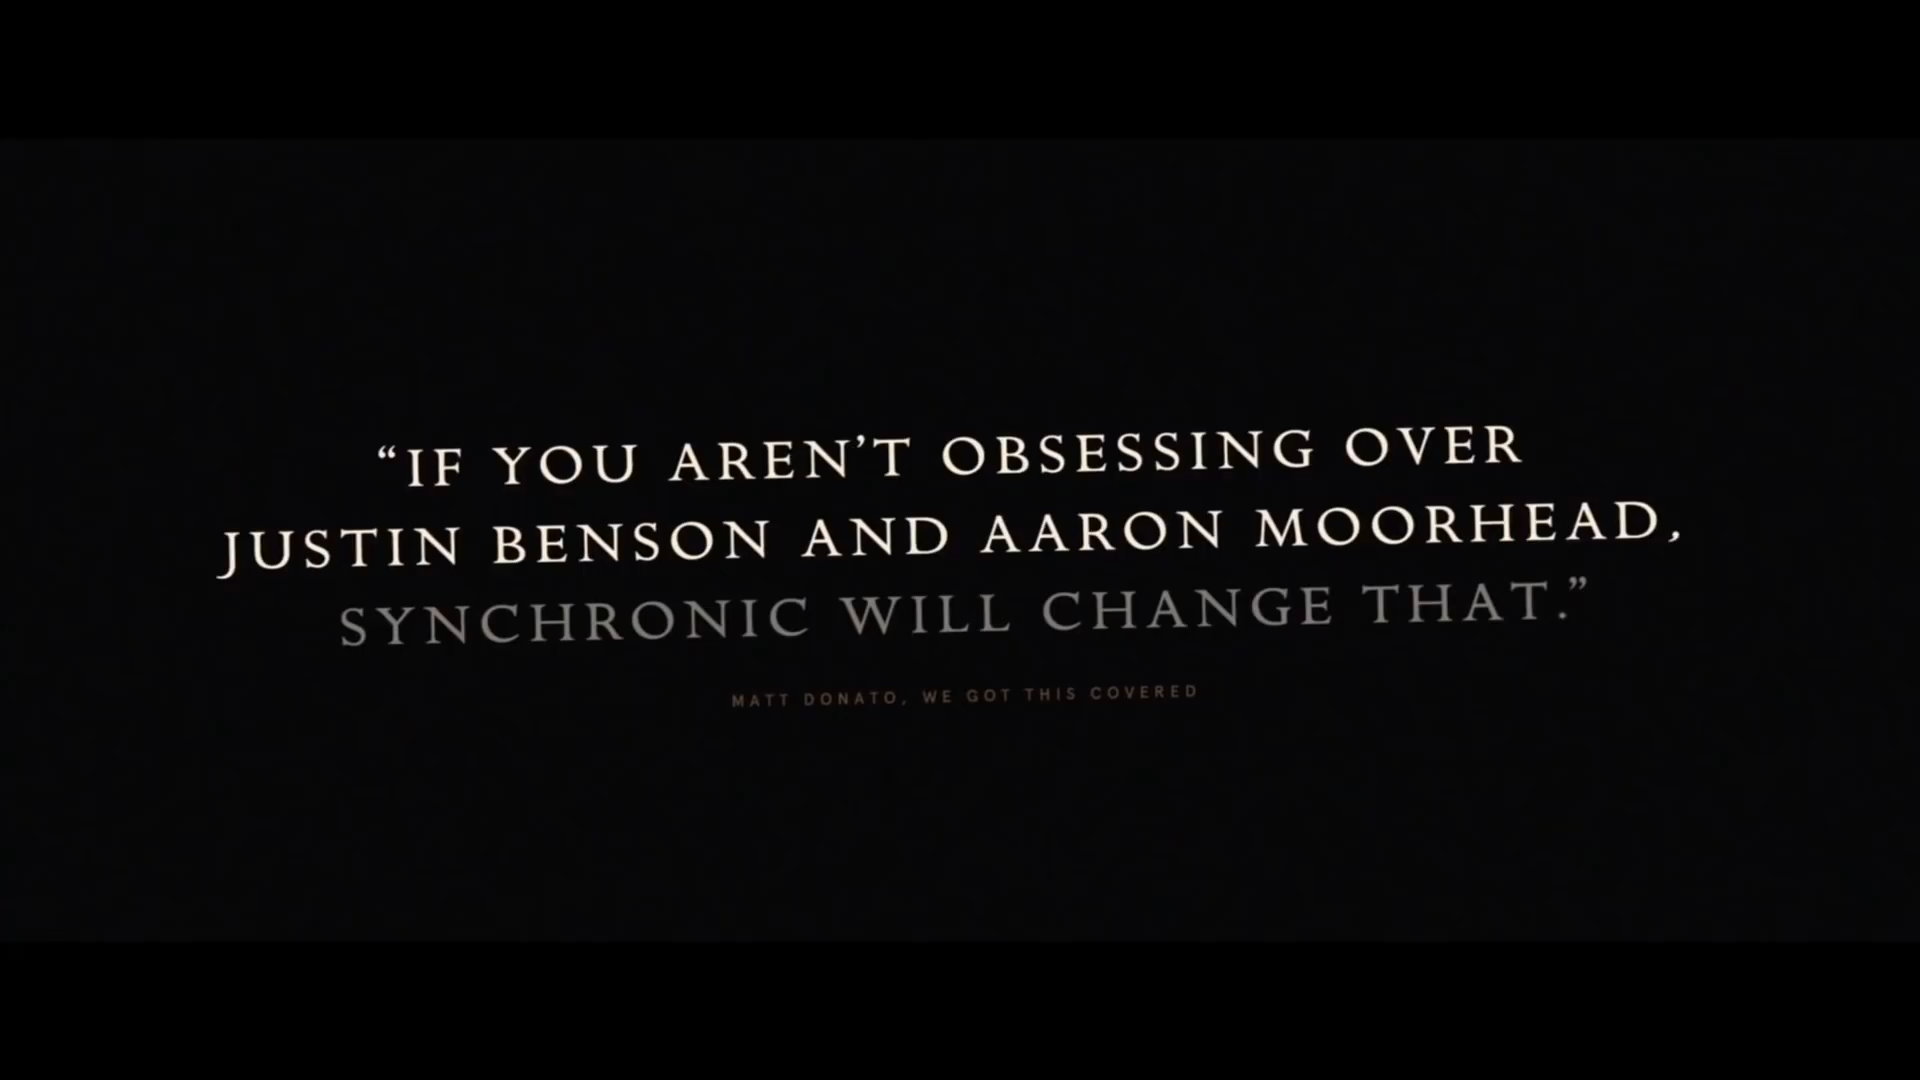 “IF YOU AREN’T OBSESSING OVER
JUSTIN BENSON AND AARON MOORHEAD,
SYNCHRONIC WILL CHANGE THAT.”
MATT DONATO, WE GOT THIS COVERED